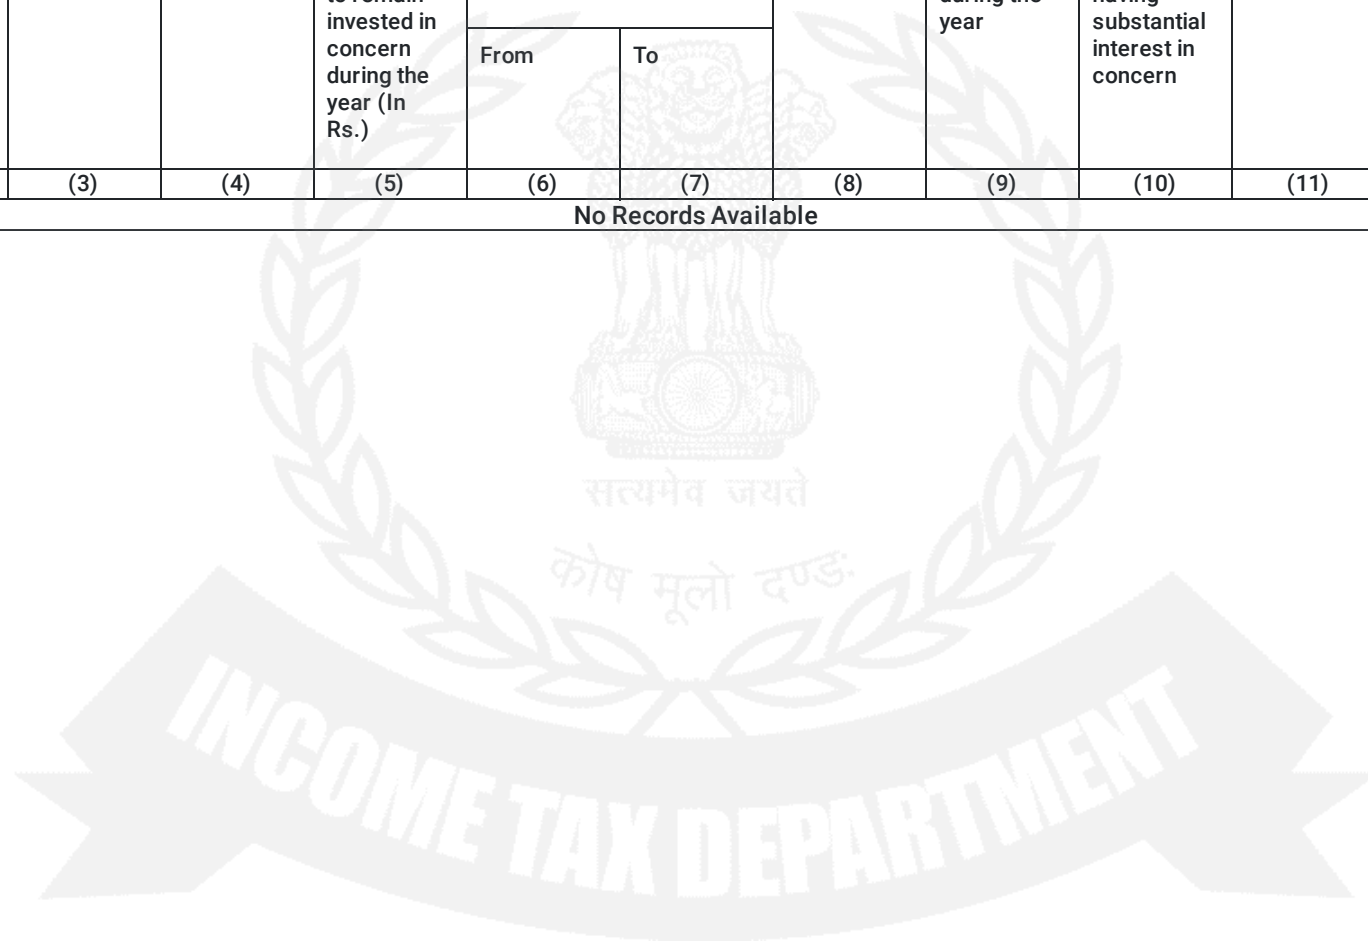 to remain
invested in
concern
during the
year (In
Rs.)
From
To
during the
year
having
substantial
interest in
concern
(3) (4) (5) (6) (7) (8) (9) (10) (11)
No Records Available
सत्यमेव जयते
कोष मूलो दण्डः
INCOME TAX DEPARTMENT